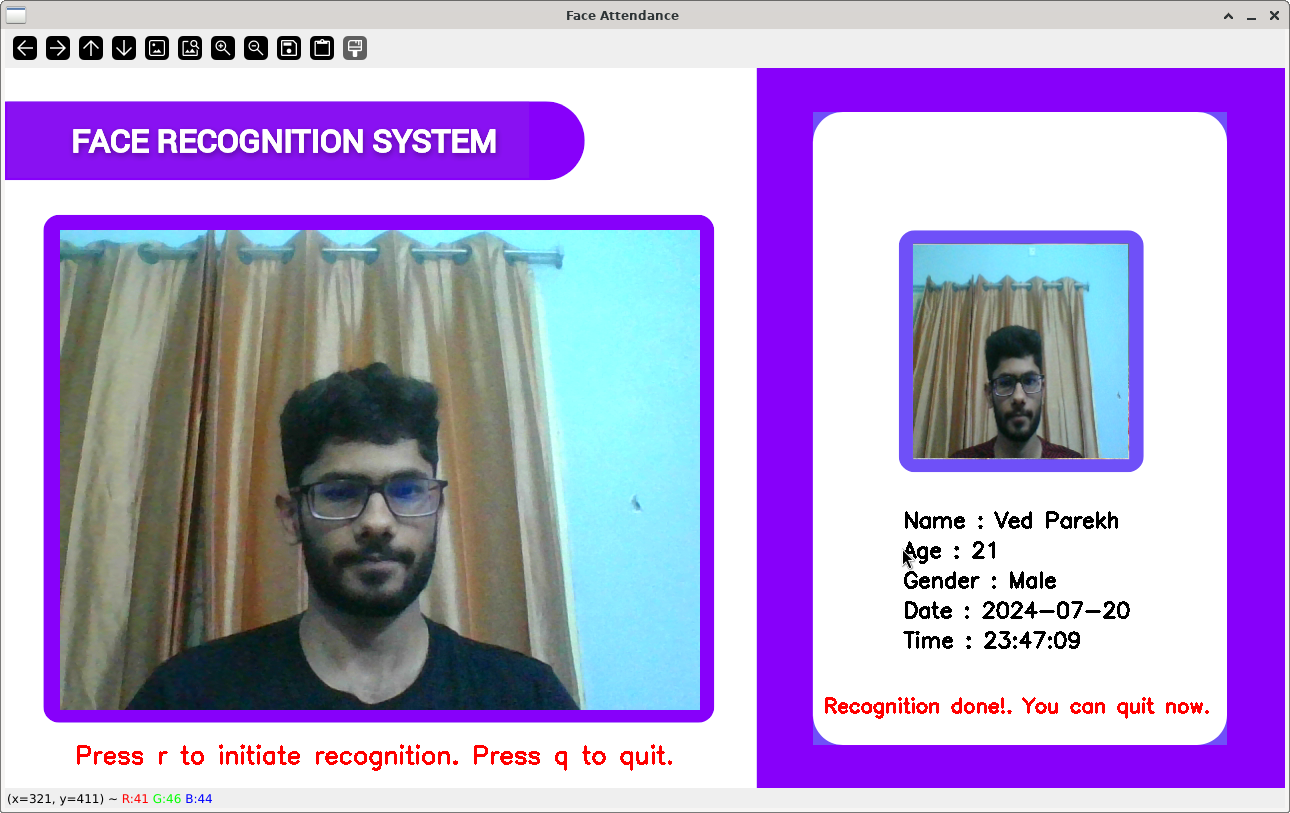 Face Attendance
FACE RECOGNITION SYSTEM
Name : Ved Parekh
Age : 21
Gender : Male
Date : 2024-07-20
Time : 23:47:09
Recognition done!. You can quit now.
Press r to initiate recognition. Press q to quit.
(x=321, y=411) ~ R:41 G:46 B:44